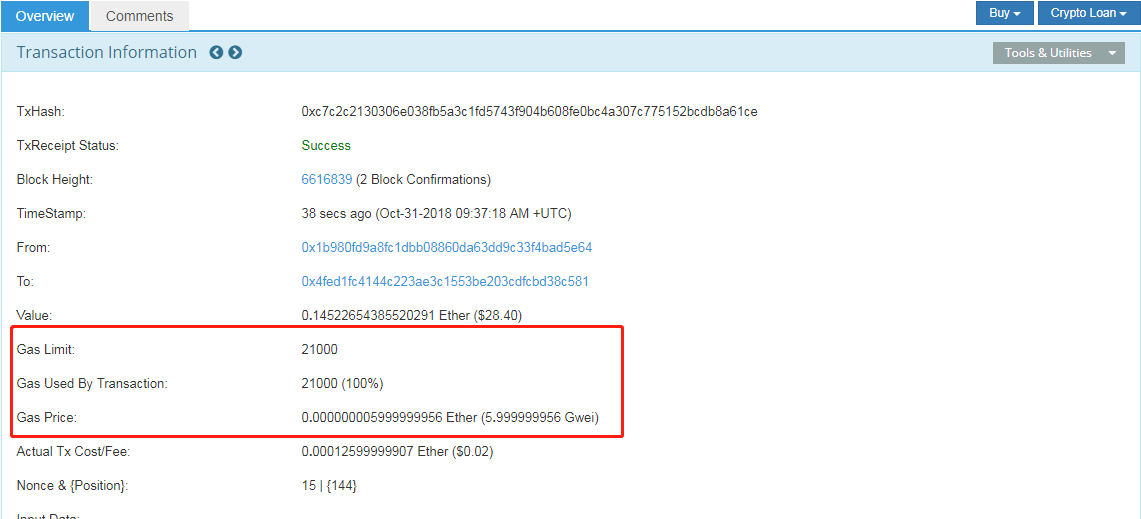 Overview Comments Buy Crypto Loan
Transaction Information Tools & Utilities
TxHash: 0xc7c2c2130306e038fb5a3c1fd5743f904b608fe0bc4a307c775152bcdb8a61ce
TxReceipt Status: Success
Block Height: 6616839 (2 Block Confirmations)
TimeStamp: 38 secs ago (Oct-31-2018 09:37:18 AM +UTC)
From: 0x1b980fd9a8fc1dbb08860da63dd9c33f4bad5e64
To: 0x4fed1fc4144c223ae3c1553be203cdfcbd38c581
Value: 0.14522654385520291 Ether ($28.40)
Gas Limit: 21000
Gas Used By Transaction: 21000 (100%)
Gas Price: 0.000000005999999956 Ether (5.999999956 Gwei)
Actual Tx Cost/Fee: 0.00012599999907 Ether ($0.02)
Nonce & {Position}: 15 | {144}
Input Data: